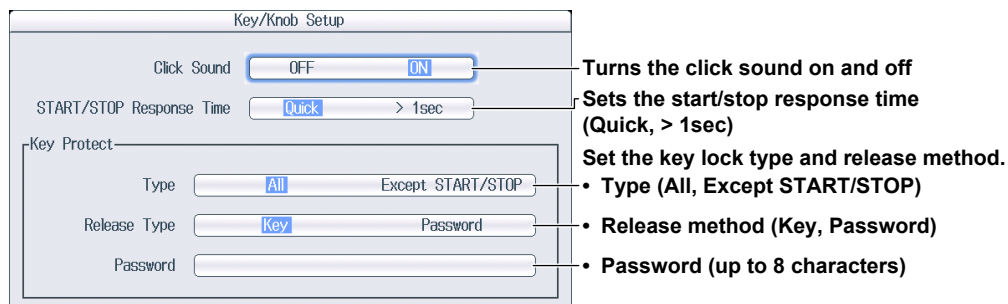 Key/Knob Setup
Click Sound OFF ON
Turns the click sound on and off
START/STOP Response Time Quick > 1sec
Sets the start/stop response time
(Quick, > 1sec)
Key Protect
Set the key lock type and release method.
Type All Except START/STOP
• Type (All, Except START/STOP)
Release Type Key Password
• Release method (Key, Password)
Password
• Password (up to 8 characters)